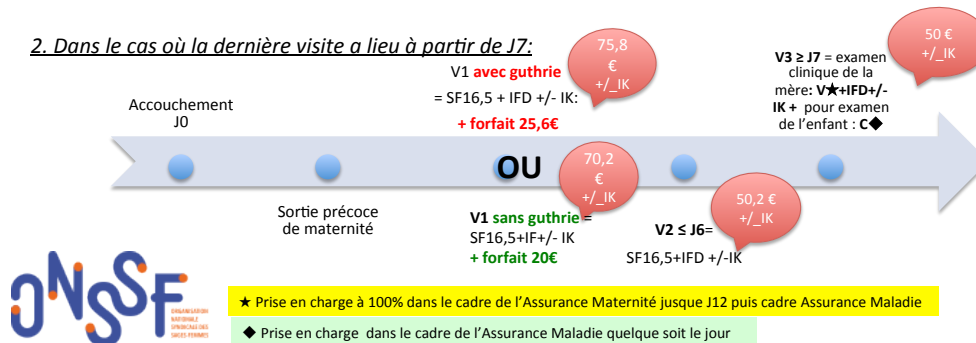 2. Dans le cas où la dernière visite a lieu à partir de J7:
Accouchement
J0
Sortie précoce
de maternité
V1 avec guthrie
= SF16,5 + IFD +/- IK:
+ forfait 25,6€
75,8
€
+/_IK
OU
V1 sans guthrie =
SF16,5+IF+/- IK
+ forfait 20€
70,2
€
+/_IK
V2 ≤ J6=
SF16,5+IFD +/-IK
50,2 €
+/_IK
V3 ≥ J7 = examen
clinique de la
mère: V★+IFD+/-
IK + pour examen
de l'enfant : C◆
50 €
+/_IK
ONSSF
ORGANISATION
NATIONALE
SYNDICALE DES
SAGES-FEMMES
★ Prise en charge à 100% dans le cadre de l'Assurance Maternité jusque J12 puis cadre Assurance Maladie
◆ Prise en charge dans le cadre de l'Assurance Maladie quelque soit le jour